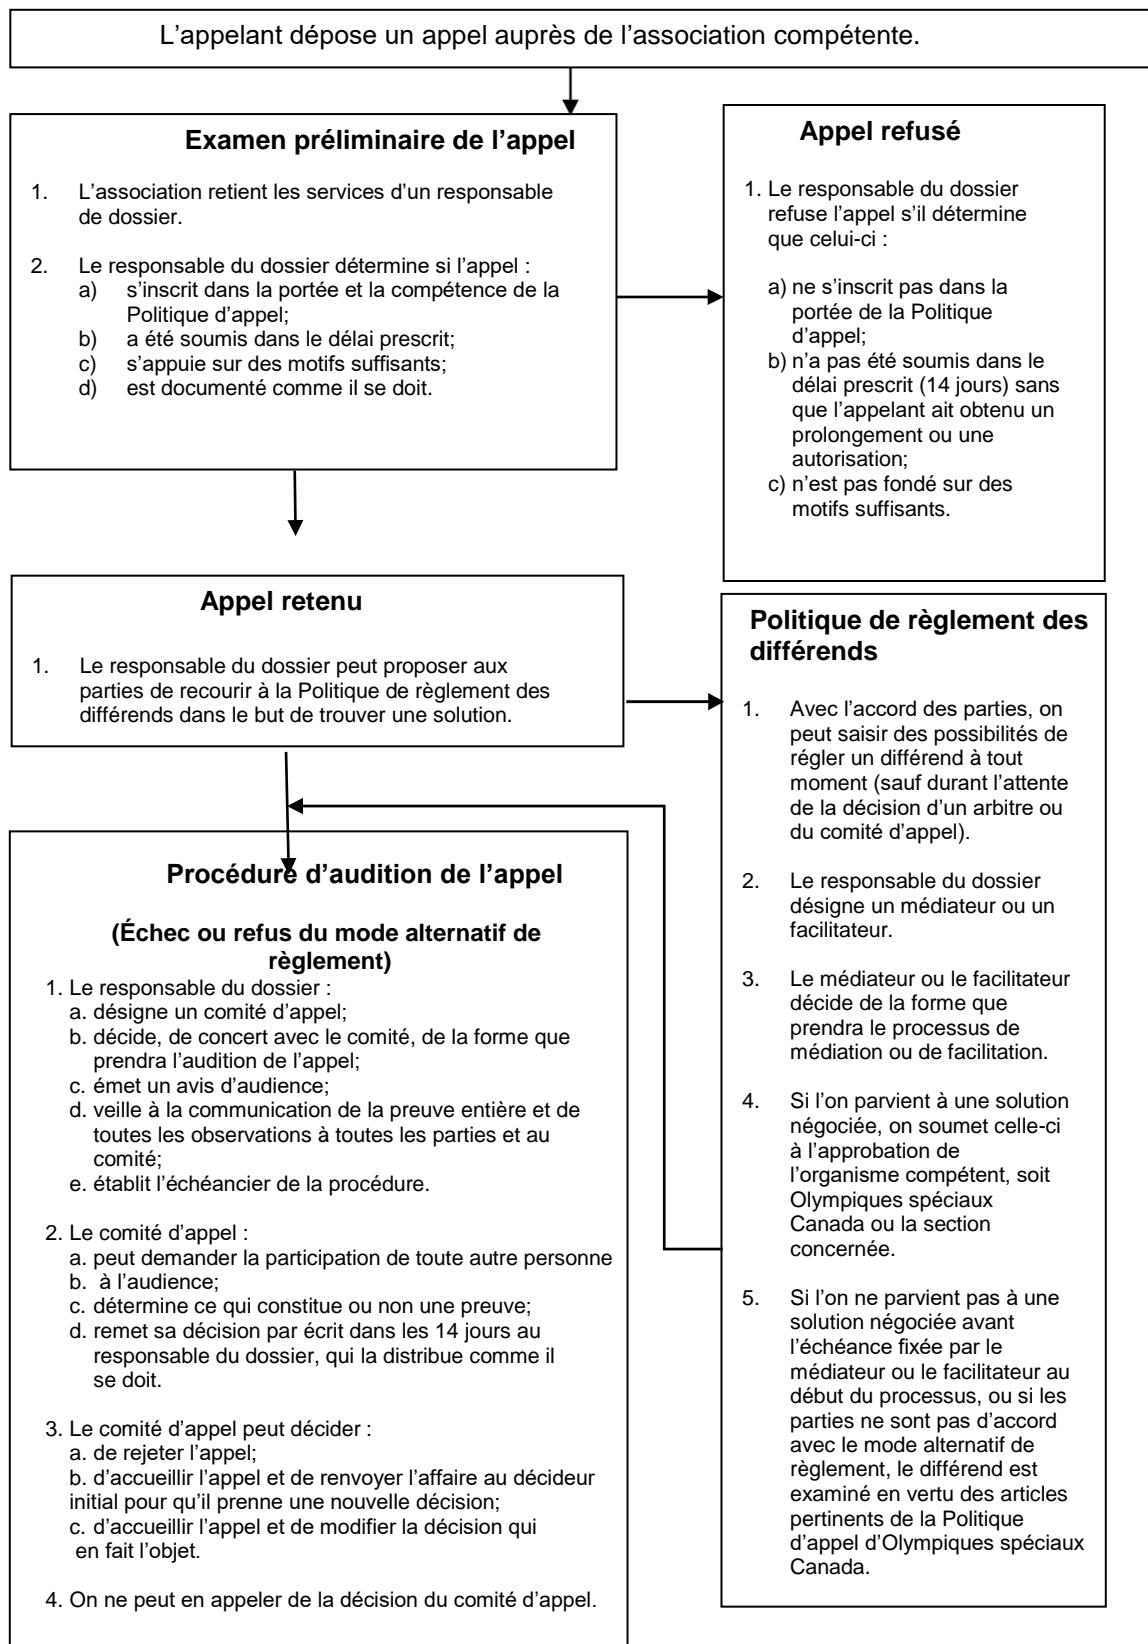 L’appelant dépose un appel auprès de l’association compétente.
Examen préliminaire de l’appel
1. L’association retient les services d’un responsable
de dossier.
2. Le responsable du dossier détermine si l’appel :
a) s’inscrit dans la portée et la compétence de la
Politique d’appel;
b) a été soumis dans le délai prescrit;
c) s’appuie sur des motifs suffisants;
d) est documenté comme il se doit.
Appel refusé
1. Le responsable du dossier
refuse l’appel s’il détermine
que celui-ci :
a) ne s’inscrit pas dans la
portée de la Politique
d’appel;
b) n’a pas été soumis dans le
délai prescrit (14 jours) sans
que l’appelant ait obtenu un
prolongement ou une
autorisation;
c) n’est pas fondé sur des
motifs suffisants.
Appel retenu
1. Le responsable du dossier peut proposer aux
parties de recourir à la Politique de règlement des
différends dans le but de trouver une solution.
Politique de règlement des
différends
1. Avec l’accord des parties, on
peut saisir des possibilités de
régler un différend à tout
moment (sauf durant l’attente
de la décision d’un arbitre ou
du comité d’appel).
2. Le responsable du dossier
désigne un médiateur ou un
facilitateur.
3. Le médiateur ou le facilitateur
décide de la forme que
prendra le processus de
médiation ou de facilitation.
4. Si l’on parvient à une solution
négociée, on soumet celle-ci
à l’approbation de
l’organisme compétent, soit
Olympiques spéciaux
Canada ou la section
concernée.
5. Si l’on ne parvient pas à une
solution négociée avant
l’échéance fixée par le
médiateur ou le facilitateur au
début du processus, ou si les
parties ne sont pas d’accord
avec le mode alternatif de
règlement, le différend est
examiné en vertu des articles
pertinents de la Politique
d’appel d’Olympiques spéciaux
Canada.
Procédure d’audition de l’appel
(Échec ou refus du mode alternatif de
règlement)
1. Le responsable du dossier :
a. désigne un comité d’appel;
b. décide, de concert avec le comité, de la forme que
prendra l’audition de l’appel;
c. émet un avis d’audience;
d. veille à la communication de la preuve entière et de
toutes les observations à toutes les parties et au
comité;
e. établit l’échéancier de la procédure.
2. Le comité d’appel :
a. peut demander la participation de toute autre personne
b. à l’audience;
c. détermine ce qui constitue ou non une preuve;
d. remet sa décision par écrit dans les 14 jours au
responsable du dossier, qui la distribue comme il
se doit.
3. Le comité d’appel peut décider :
a. de rejeter l’appel;
b. d’accueillir l’appel et de renvoyer l’affaire au décideur
initial pour qu’il prenne une nouvelle décision;
c. d’accueillir l’appel et de modifier la décision qui
en fait l’objet.
4. On ne peut en appeler de la décision du comité d’appel.